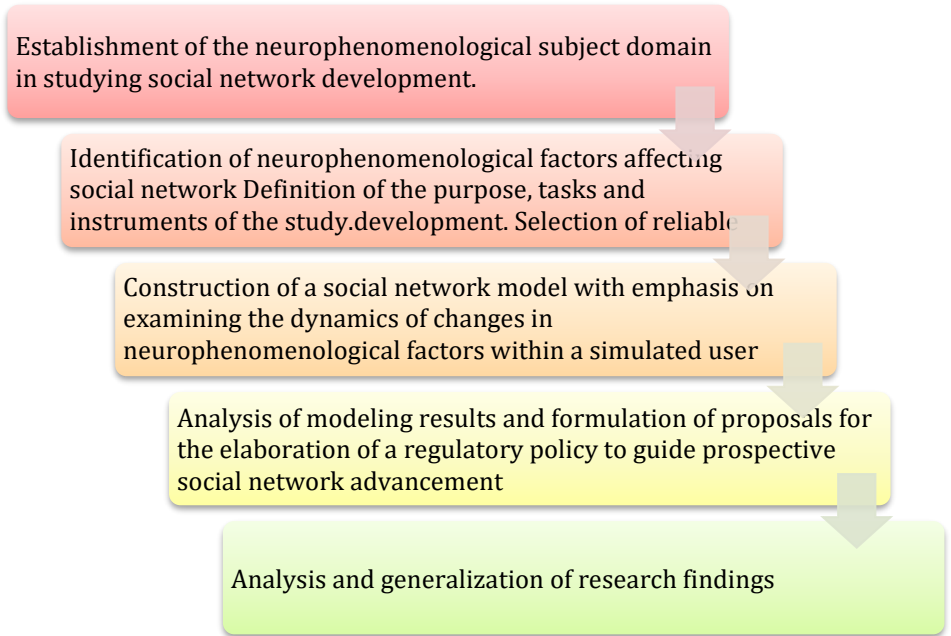 Establishment of the neurophenomenological subject domain
in studying social network development.
Identification of neurophenomenological factors affecting
social network Definition of the purpose, tasks and
instruments of the study.development. Selection of reliable
Construction of a social network model with emphasis on
examining the dynamics of changes in
neurophenomenological factors within a simulated user
Analysis of modeling results and formulation of proposals for
the elaboration of a regulatory policy to guide prospective
social network advancement
Analysis and generalization of research findings